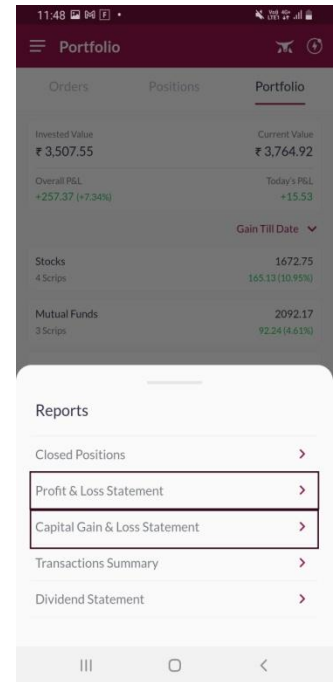 11:48
Portfolio
Orders Positions Portfolio
Invested Value Current Value
₹ 3,507.55 ₹ 3,764.92
Overall P&L Today's P&L
+257.37 (+7.34%) +15.53
Gain Till Date
Stocks 1672.75
4 Scrips 165.13 (10.95%)
Mutual Funds 2092.17
3 Scrips 92.24 (4.61%)
Reports
Closed Positions
Profit & Loss Statement
Capital Gain & Loss Statement
Transactions Summary
Dividend Statement